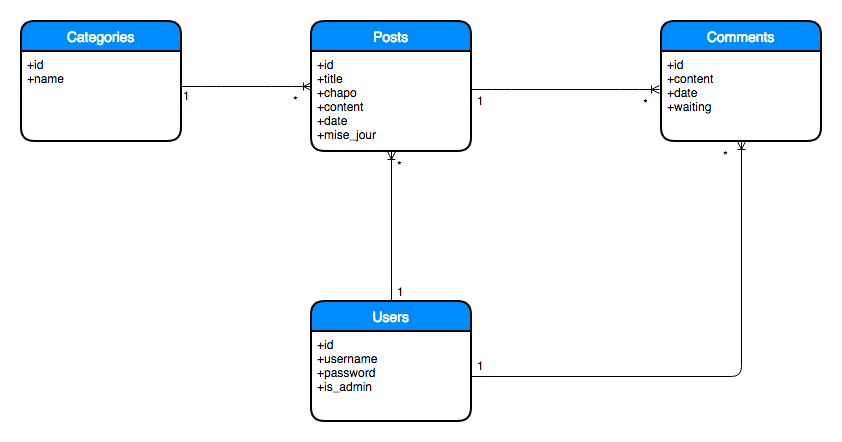 Categories
+id
+name
1
*
Posts
+id
+title
+chapo
+content
+date
+mise_jour
1
*
Comments
+id
+content
+date
+waiting
*
*
1
Users
+id
+username
+password
+is_admin
1